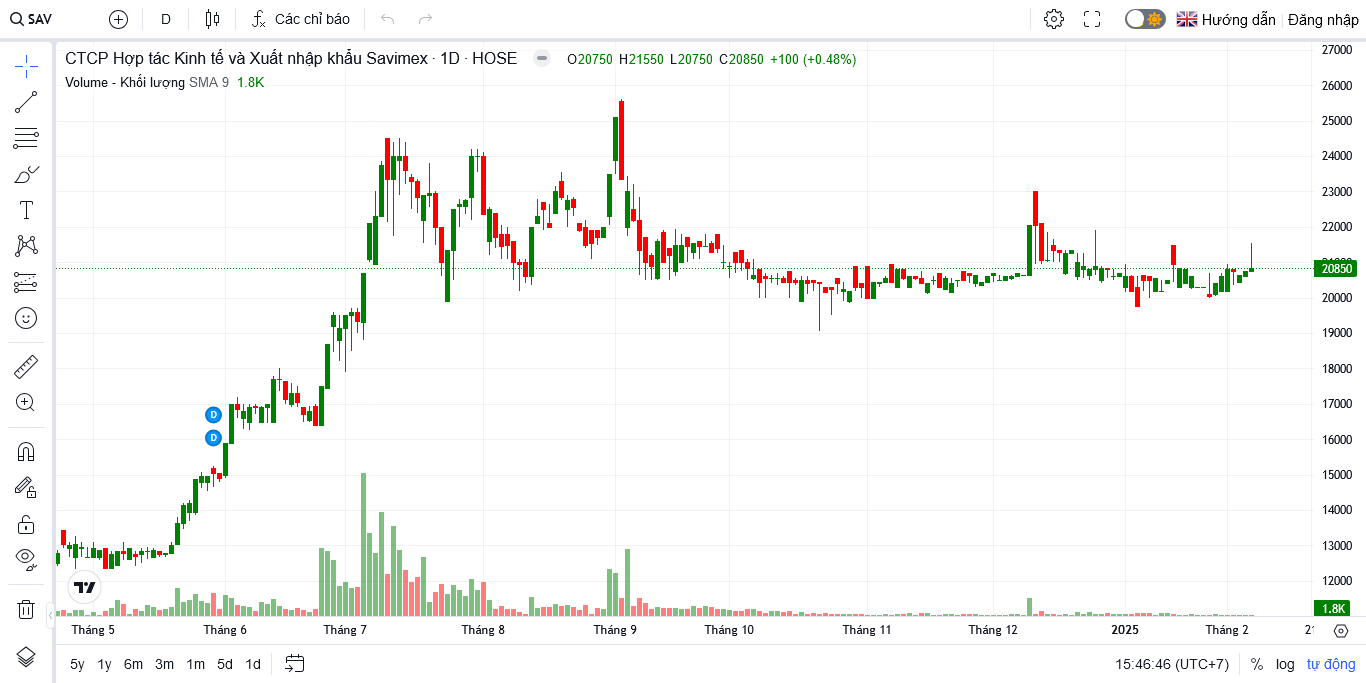 SAV D Các chỉ báo Hướng dẫn Đăng nhập
CTCP Hợp tác Kinh tế và Xuất nhập khẩu Savimex · 1D · HOSE O20750 H21550 L20750 C20850 +100 (+0.48%)
Volume - Khối lượng SMA 9 1.8K
27000
26000
25000
24000
23000
22000
20850
20000
19000
18000
17000
D
D
16000
15000
14000
13000
12000
1.8K
Tháng 5 Tháng 6 Tháng 7 Tháng 8 Tháng 9 Tháng 10 Tháng 11 Tháng 12 2025 Tháng 2
5y 1y 6m 3m 1m 5d 1d 15:46:46 (UTC+7) % log tự động